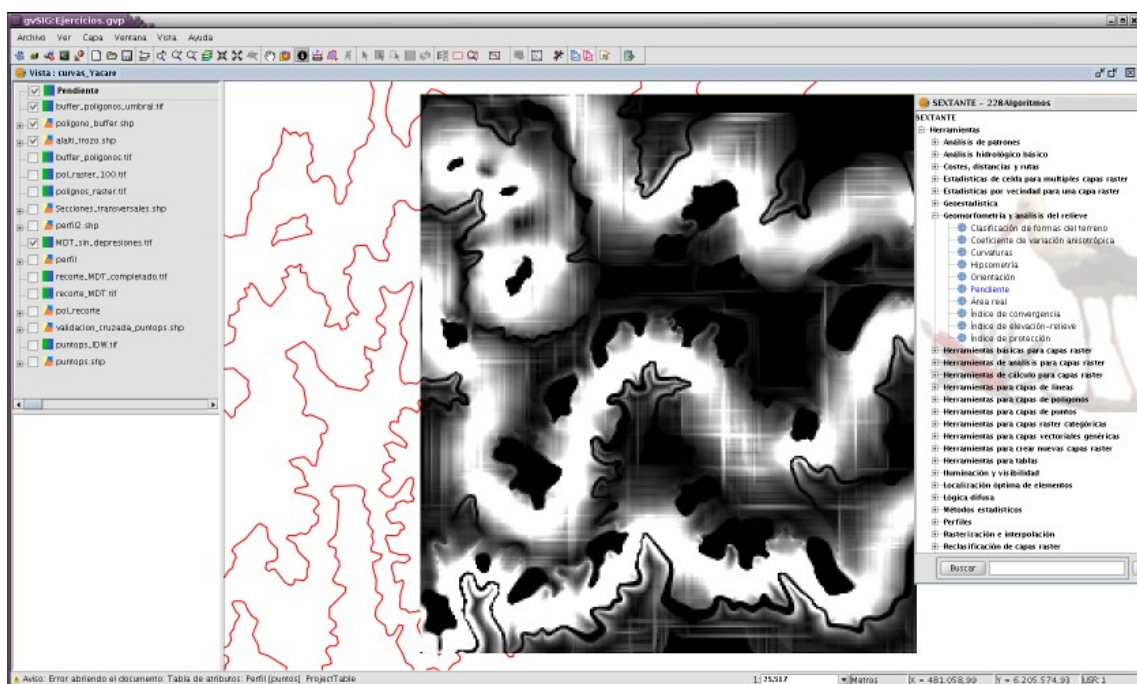 gvSIG:Ejercicios.gvp
Archivo Ver Capa Ventana Vista Ayuda
Vista : curvas_Yacare
Pendiente
buffer_poligonos_umbral.tif
poligono_buffer.shp
alalti_trozo.shp
buffer_poligonos.tif
pol_raster_100.tif
polignos_raster.tif
Secciones_transversales.shp
perfil2.shp
MDT_sin_depresiones.tif
perfil
recorte_MDT_completado.tif
recorte_MDT.tif
pol_recorte
validacion_cruzada_puntops.shp
puntops_IDW.tif
puntops.shp
SEXTANTE - 228Algoritmos
SEXTANTE
Herramientas
Análisis de patrones
Análisis hidrológico básico
Costes, distancias y rutas
Estadísticas de celda para multiples capas raster
Estadísticas por vecindad para una capa raster
Geoestadística
Geomorfometría y análisis del relieve
Clasificación de formas del terreno
Coeficiente de variación anisotrópica
Curvaturas
Hipsometría
Orientación
Pendiente
Área real
Índice de convergencia
Índice de elevación-relieve
Índice de protección
Herramientas básicas para capas raster
Herramientas de análisis para capas raster
Herramientas de cálculo para capas raster
Herramientas para capas de líneas
Herramientas para capas de polígonos
Herramientas para capas de puntos
Herramientas para capas raster categóricas
Herramientas para capas vectoriales genéricas
Herramientas para crear nuevas capas raster
Herramientas para tablas
Iluminación y visibilidad
Localización óptima de elementos
Lógica difusa
Métodos estadísticos
Perfiles
Rasterización e interpolación
Reclasificación de capas raster
Buscar
Aviso: Error abriendo el documento: Tabla de atributos: Perfil [puntos] ProjectTable 1: 25.517 Metros X = 481.058,99 Y = 6.205.574,93 USR:1